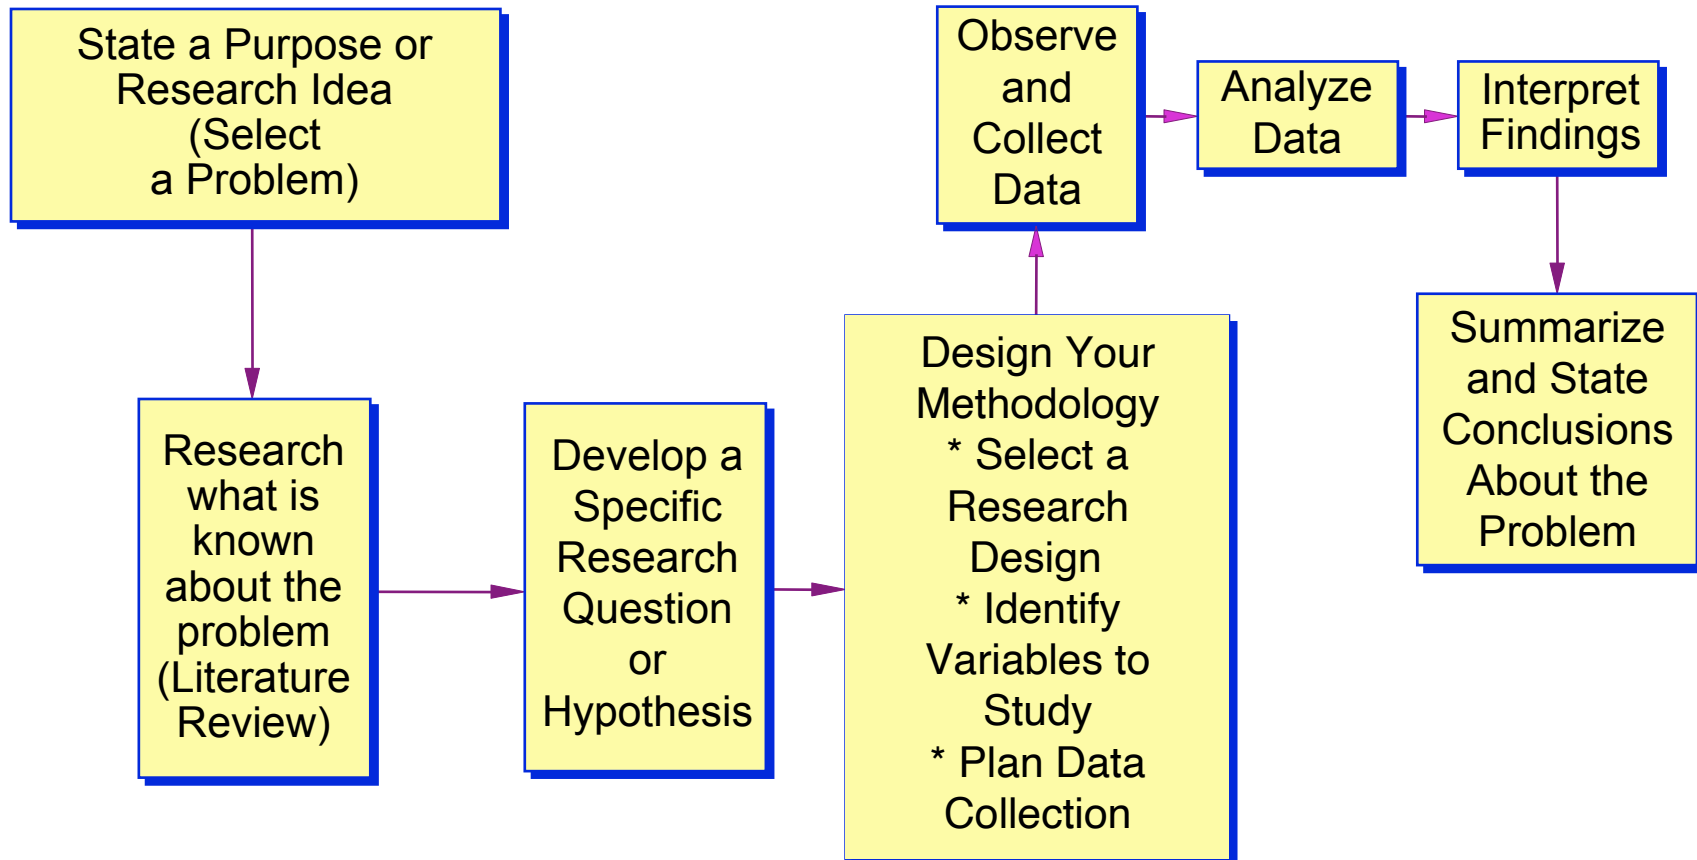 State a Purpose or
Research Idea
(Select
a Problem)
Research
what is
known
about the
problem
(Literature
Review)
Develop a
Specific
Research
Question
or
Hypothesis
Design Your
Methodology
* Select a
Research
Design
* Identify
Variables to
Study
* Plan Data
Collection
Observe
and
Collect
Data
Analyze
Data
Interpret
Findings
Summarize
and State
Conclusions
About the
Problem